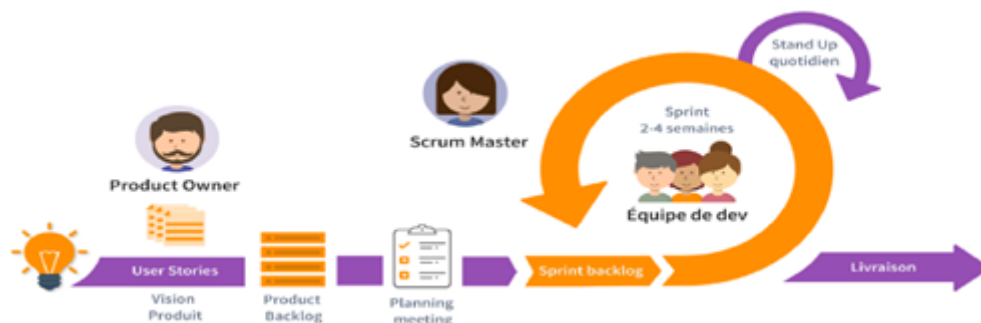 Stand Up
quotidien
Scrum Master
Sprint
2-4 semaines
Product Owner
Équipe de dev
User Stories
Sprint backlog
Livraison
Vision
Produit
Product
Backlog
Planning
meeting